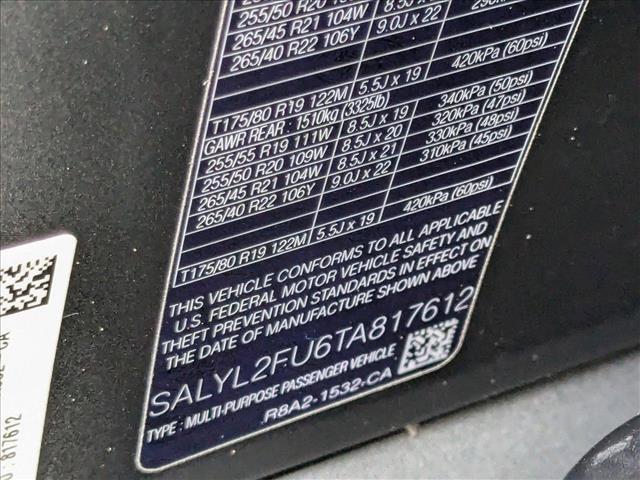 255/50 R20
265/45 R21 104W 8.5J x 21
265/40 R22 106Y 9.0J x 22
T175/80 R19 122M 5.5J x 19 420kPa (60psi)
GAWR REAR : 1510kg (3325lb)
255/55 R19 111W 8.5J x 19 340kPa (50psi)
255/50 R20 109W 8.5J x 20 320kPa (47psi)
265/45 R21 104W 8.5J x 21 330kPa (48psi)
265/40 R22 106Y 9.0J x 22 310kPa (45psi)
T175/80 R19 122M 5.5J x 19 420kPa (60psi)
THIS VEHICLE CONFORMS TO ALL APPLICABLE
U.S. FEDERAL MOTOR VEHICLE SAFETY AND
THEFT PREVENTION STANDARDS IN EFFECT ON
THE DATE OF MANUFACTURE SHOWN ABOVE
SALYL2FU6TA817612
TYPE : MULTI-PURPOSE PASSENGER VEHICLE
R8A2-1532-CA
: 817612